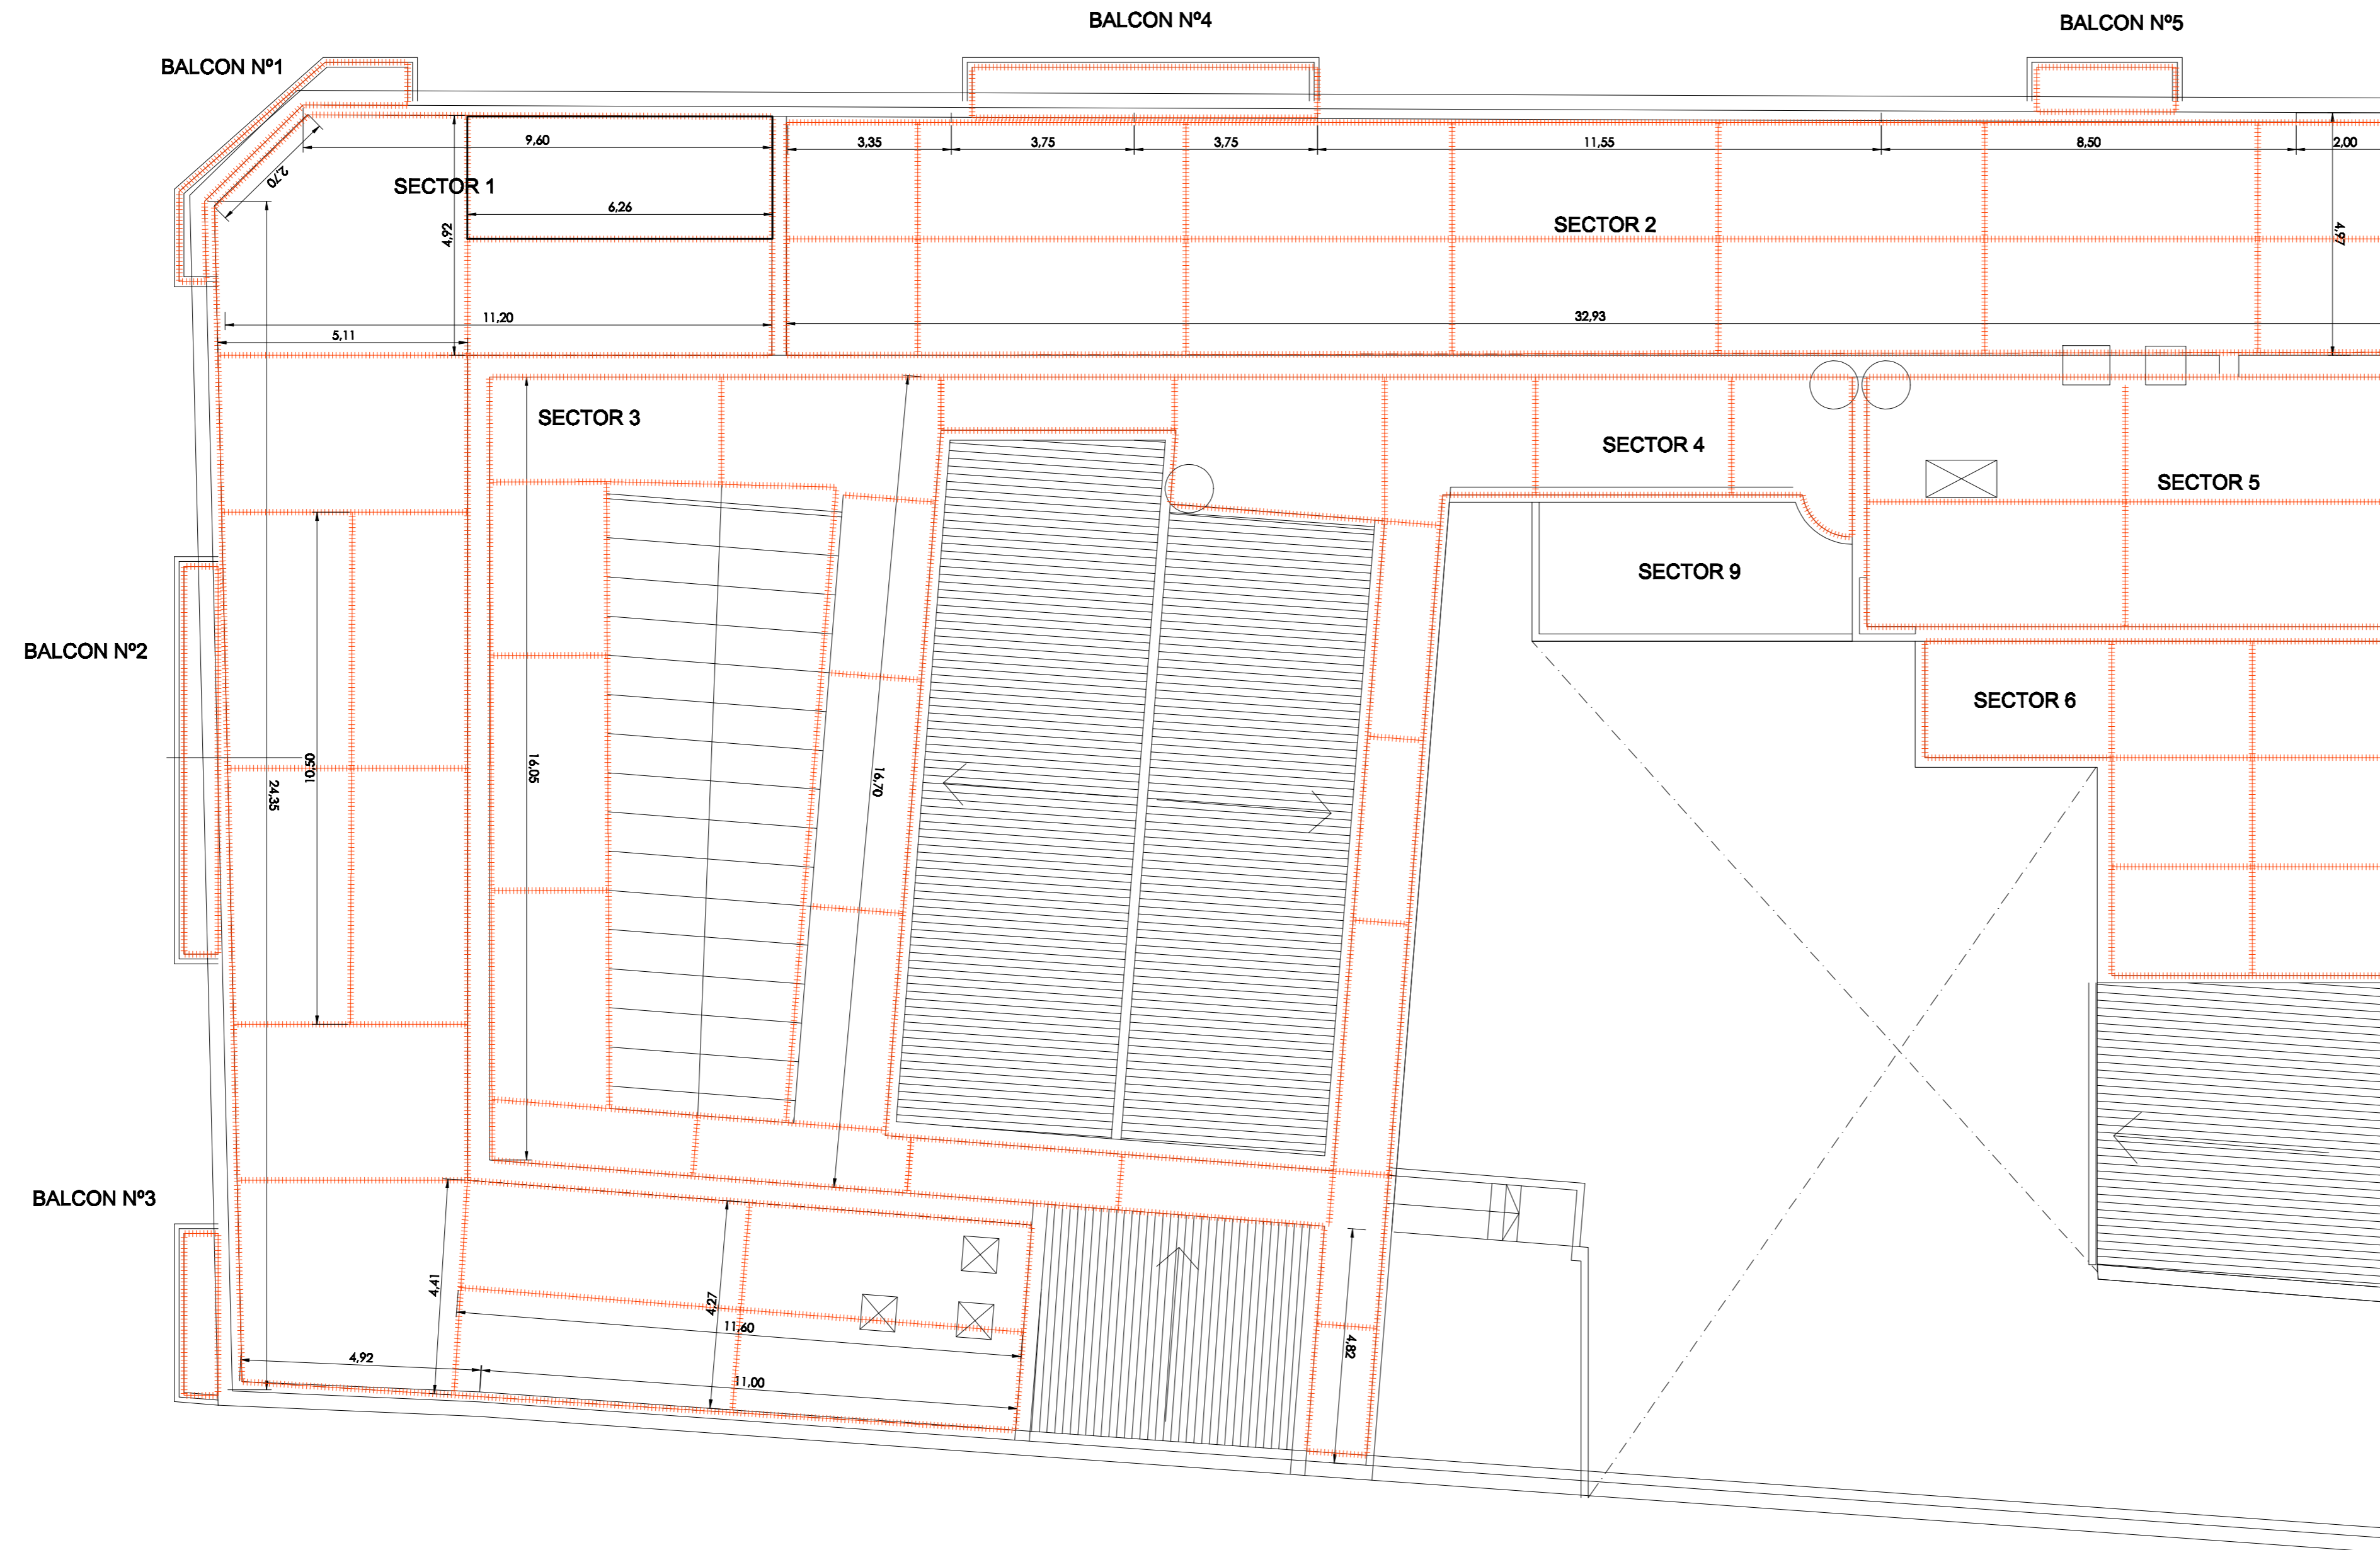 BALCON Nº4
BALCON Nº5
BALCON Nº1
9,60
3,35
3,75
3,75
11,55
8,50
2,00
2,70
SECTOR 1
6,26
4,92
SECTOR 2
4,97
11,20
32,93
5,11
SECTOR 3
SECTOR 4
SECTOR 5
SECTOR 9
BALCON Nº2
SECTOR 6
10,50
24,35
16,05
16,70
BALCON Nº3
4,41
4,27
11,60
4,82
4,92
11,00